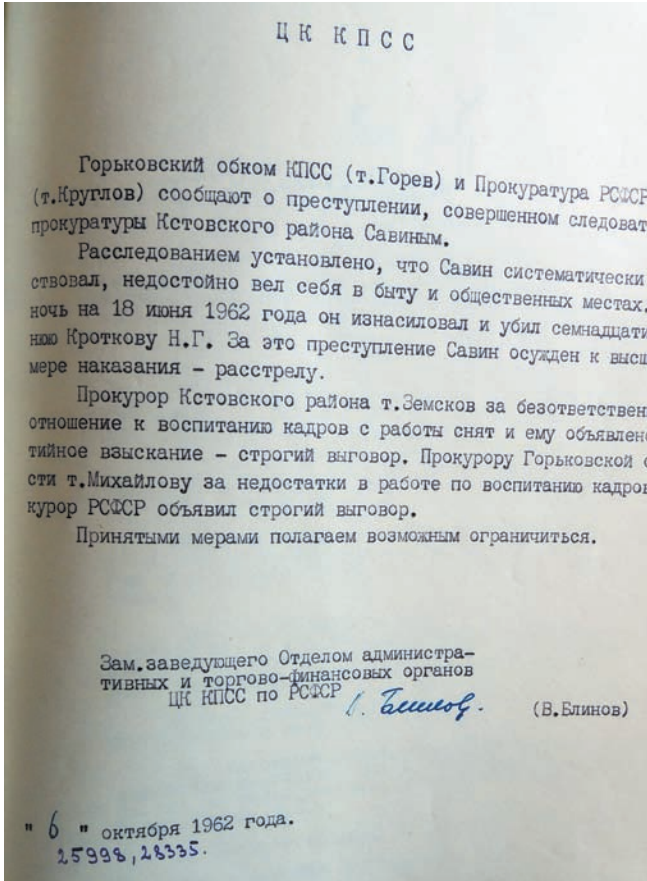 ЦК КПСС
Горьковский обком КПСС (т.Горев) и Прокуратура РСФСР
(т.Круглов) сообщают о преступлении, совершенном следоват
прокуратуры Кстовского района Савиным.
Расследованием установлено, что Савин систематически
ствовал, недостойно вел себя в быту и общественных местах.
ночь на 18 июня 1962 года он изнасиловал и убил семнадцати
нюю Кроткову Н.Г. За это преступление Савин осужден к высш
мере наказания - расстрелу.
Прокурор Кстовского района т.Земсков за безответствен
отношение к воспитанию кадров с работы снят и ему объявлено
тийное взыскание - строгий выговор. Прокурору Горьковской о
сти т.Михайлову за недостатки в работе по воспитанию кадров
курор РСФСР объявил строгий выговор.
Принятыми мерами полагаем возможным ограничиться.
Зам.заведующего Отделом администра-
тивных и торгово-финансовых органов
ЦК КПСС по РСФСР
(В.Блинов)
" 6 " октября 1962 года.
25998, 28335.